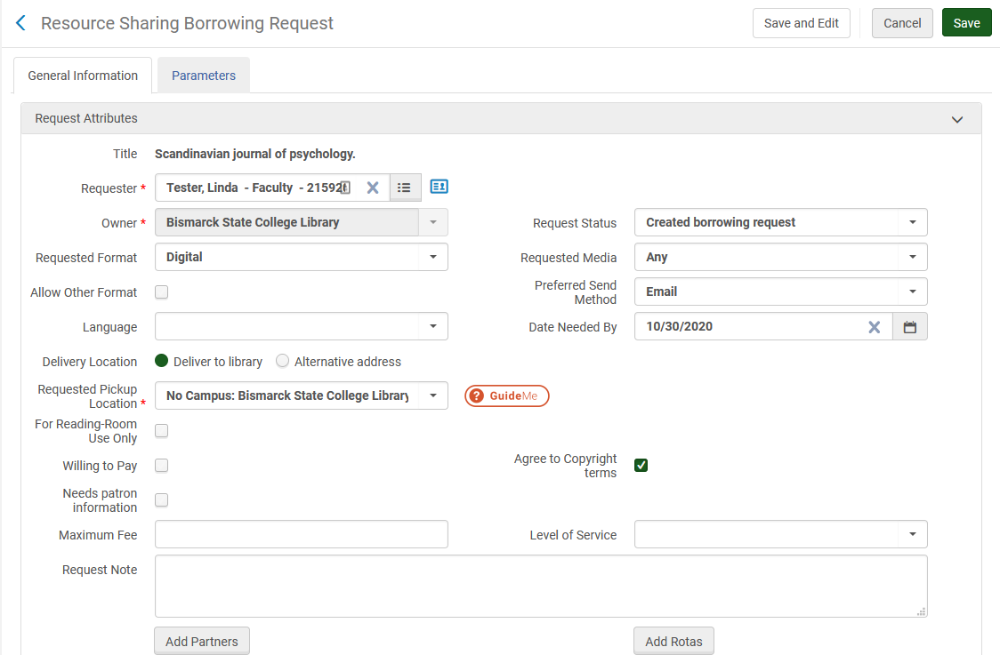 Resource Sharing Borrowing Request
Save and Edit
Cancel
Save
General Information
Parameters
Request Attributes
Title Scandinavian journal of psychology.
Requester * Tester, Linda - Faculty - 21592
Owner * Bismarck State College Library
Request Status Created borrowing request
Requested Format Digital
Requested Media Any
Allow Other Format
Preferred Send
Method
Email
Language
Date Needed By 10/30/2020
Delivery Location Deliver to library Alternative address
Requested Pickup
Location *
No Campus: Bismarck State College Library
GuideMe
For Reading-Room
Use Only
Willing to Pay
Agree to Copyright
terms
Needs patron
information
Maximum Fee
Level of Service
Request Note
Add Partners
Add Rotas